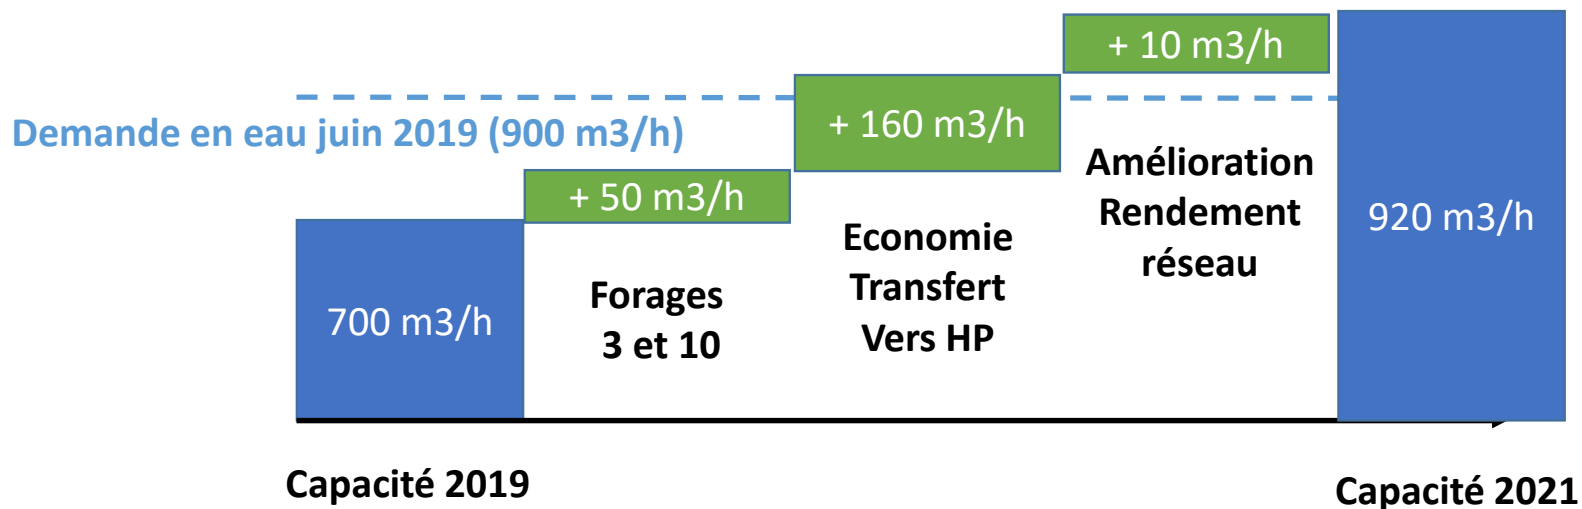 + 10 m3/h
Demande en eau juin 2019 (900 m3/h)
+ 160 m3/h
+ 50 m3/h
Amélioration
Rendement
réseau
920 m3/h
Economie
Transfert
Vers HP
Forages
3 et 10
700 m3/h
Capacité 2019
Capacité 2021